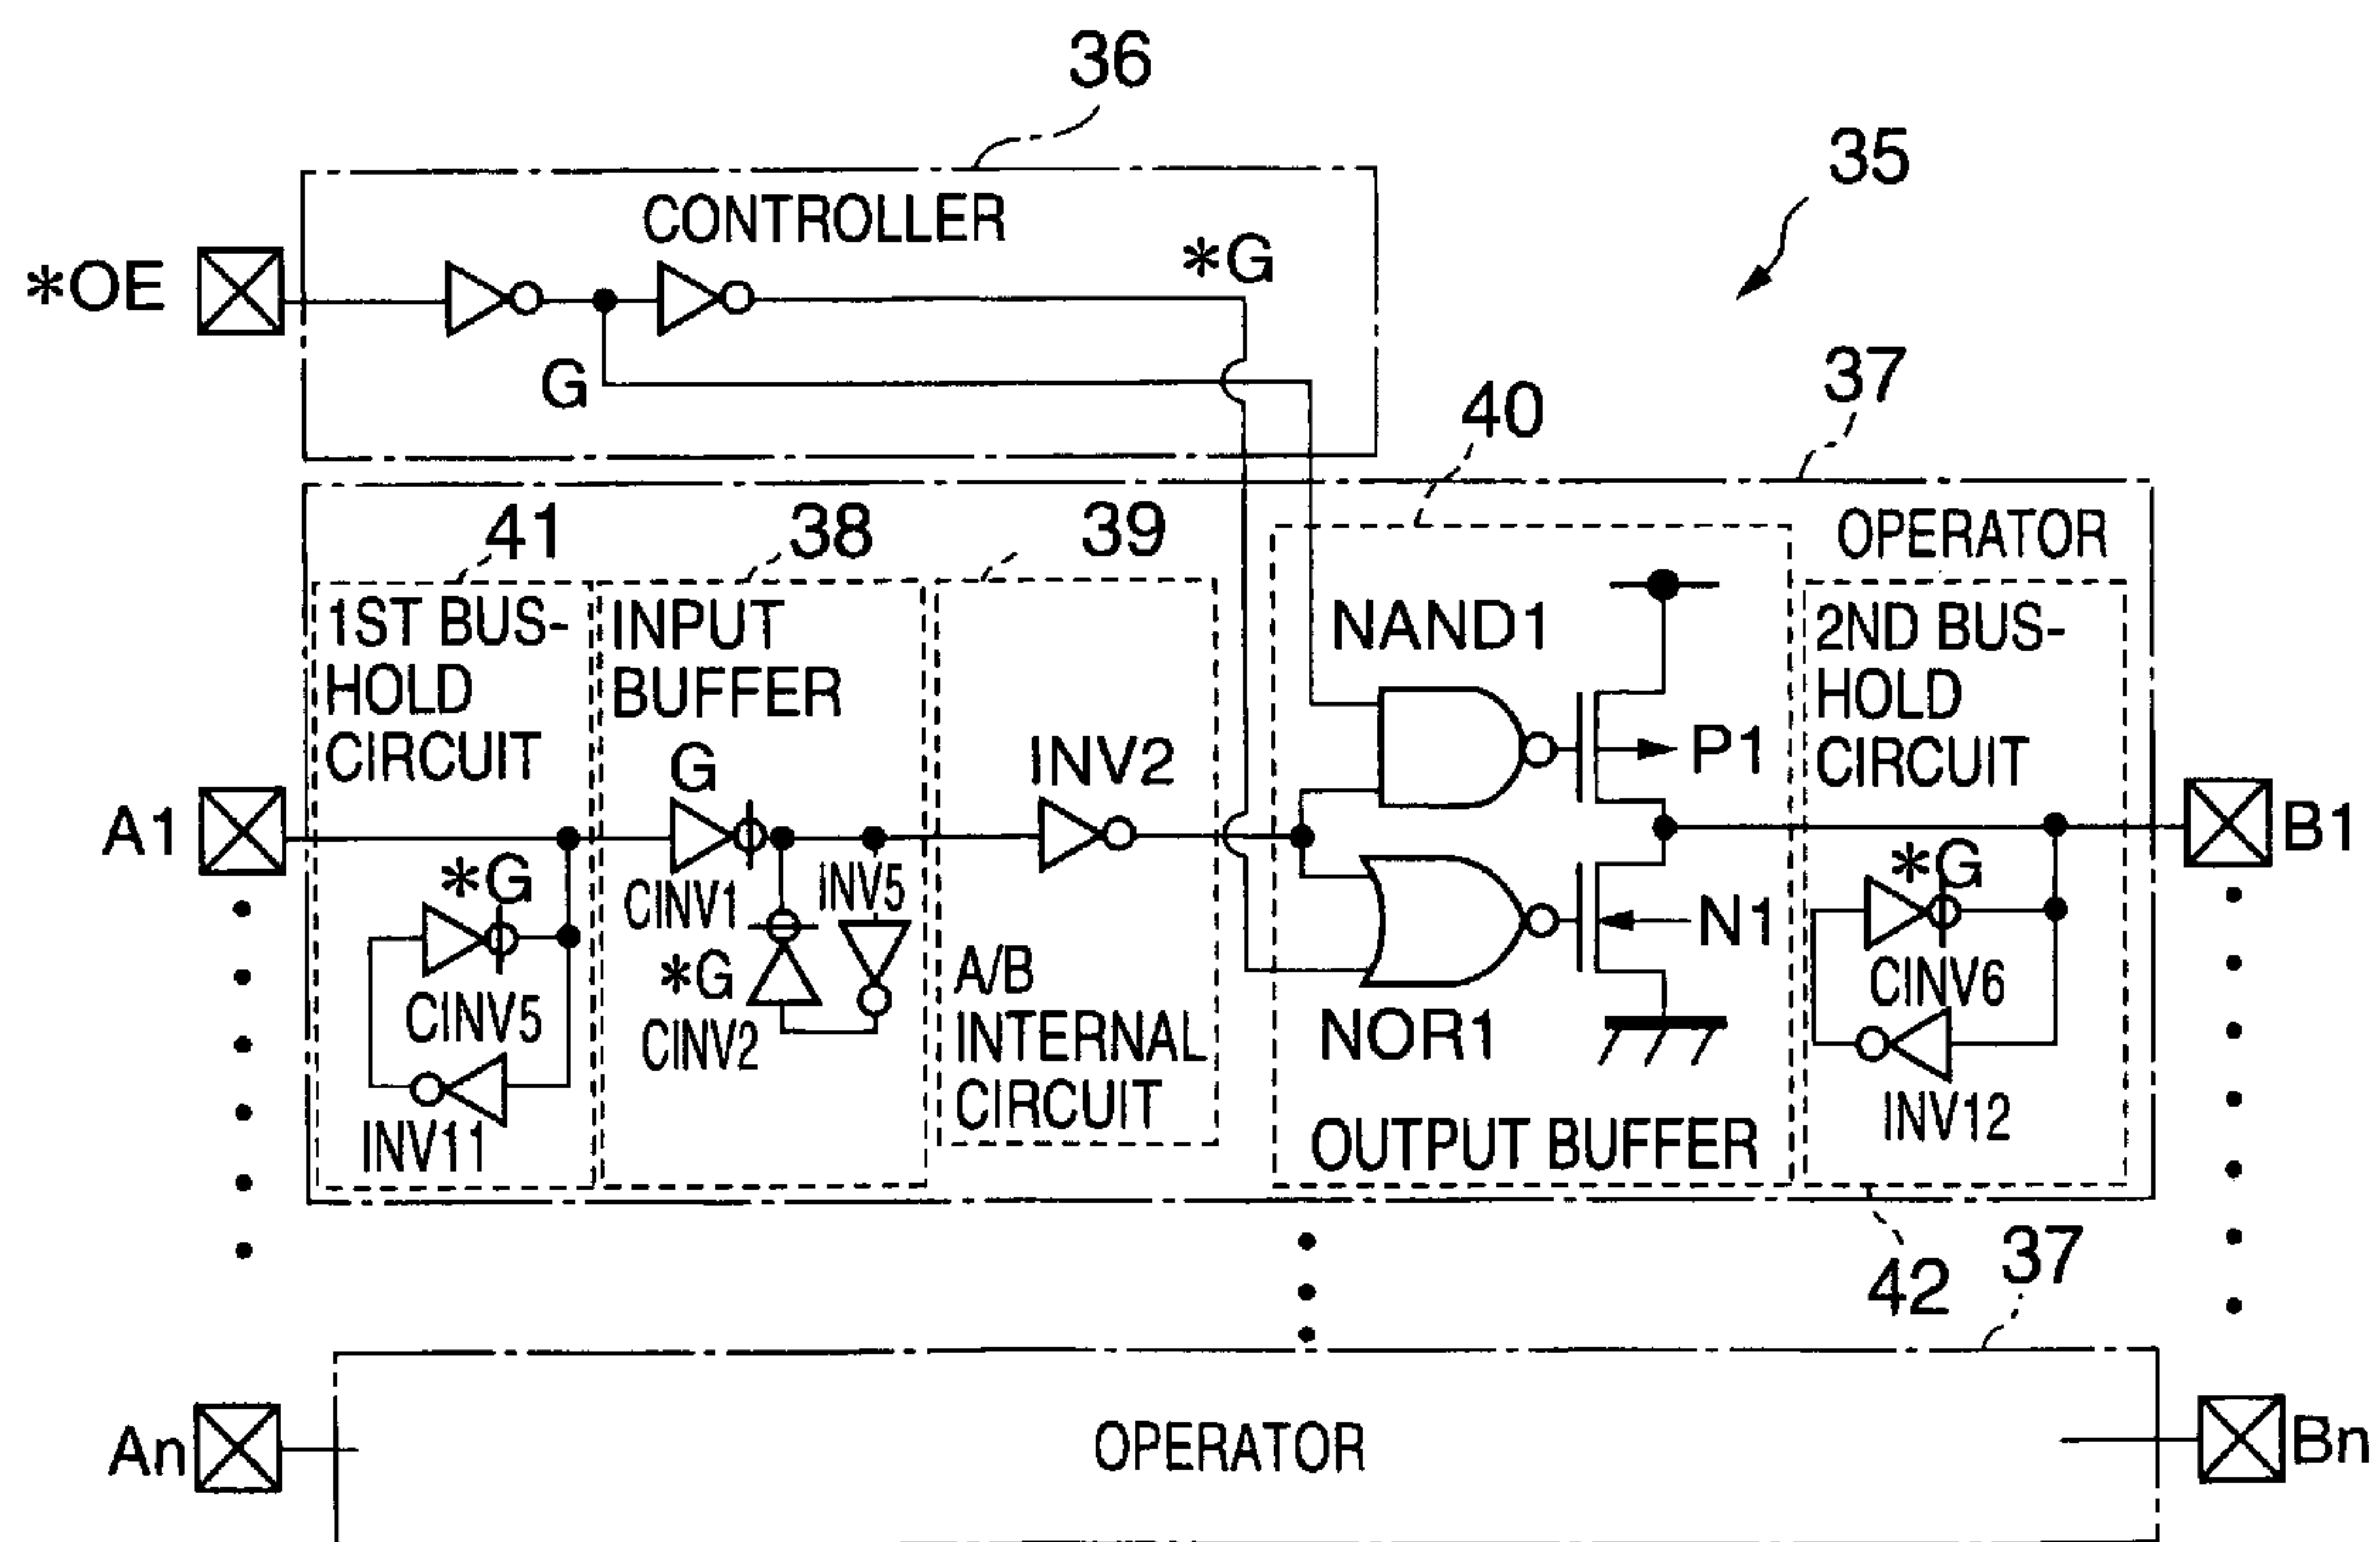 36
35
CONTROLLER
*G
*OE
G
37
40
41
38
39
OPERATOR
1ST BUS-
HOLD
CIRCUIT
INPUT
BUFFER
NAND1
2ND BUS-
HOLD
CIRCUIT
G
INV2
P1
A1
B1
*G
CINV1
INV5
*G
N1
*G
CINV2
CINV5
A/B
INTERNAL
CIRCUIT
CINV6
NOR1
INV11
INV12
OUTPUT BUFFER
42
37
An
OPERATOR
Bn